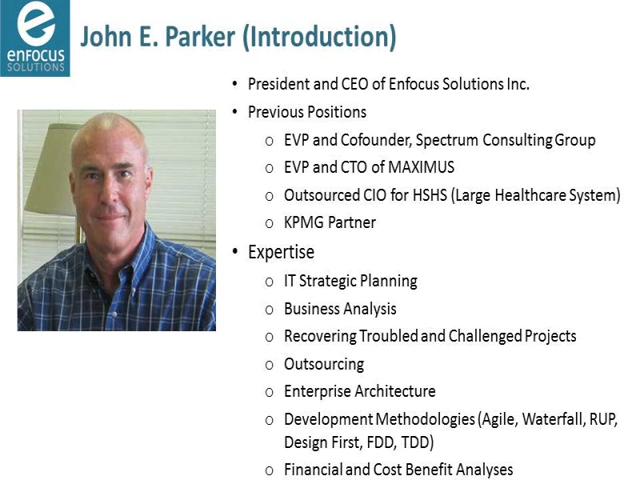 enfocus
SOLUTIONS
John E. Parker (Introduction)
• President and CEO of Enfocus Solutions Inc.
• Previous Positions
o EVP and Cofounder, Spectrum Consulting Group
o EVP and CTO of MAXIMUS
o Outsourced CIO for HSHS (Large Healthcare System)
o KPMG Partner
• Expertise
o IT Strategic Planning
o Business Analysis
o Recovering Troubled and Challenged Projects
o Outsourcing
o Enterprise Architecture
o Development Methodologies (Agile, Waterfall, RUP,
Design First, FDD, TDD)
o Financial and Cost Benefit Analyses